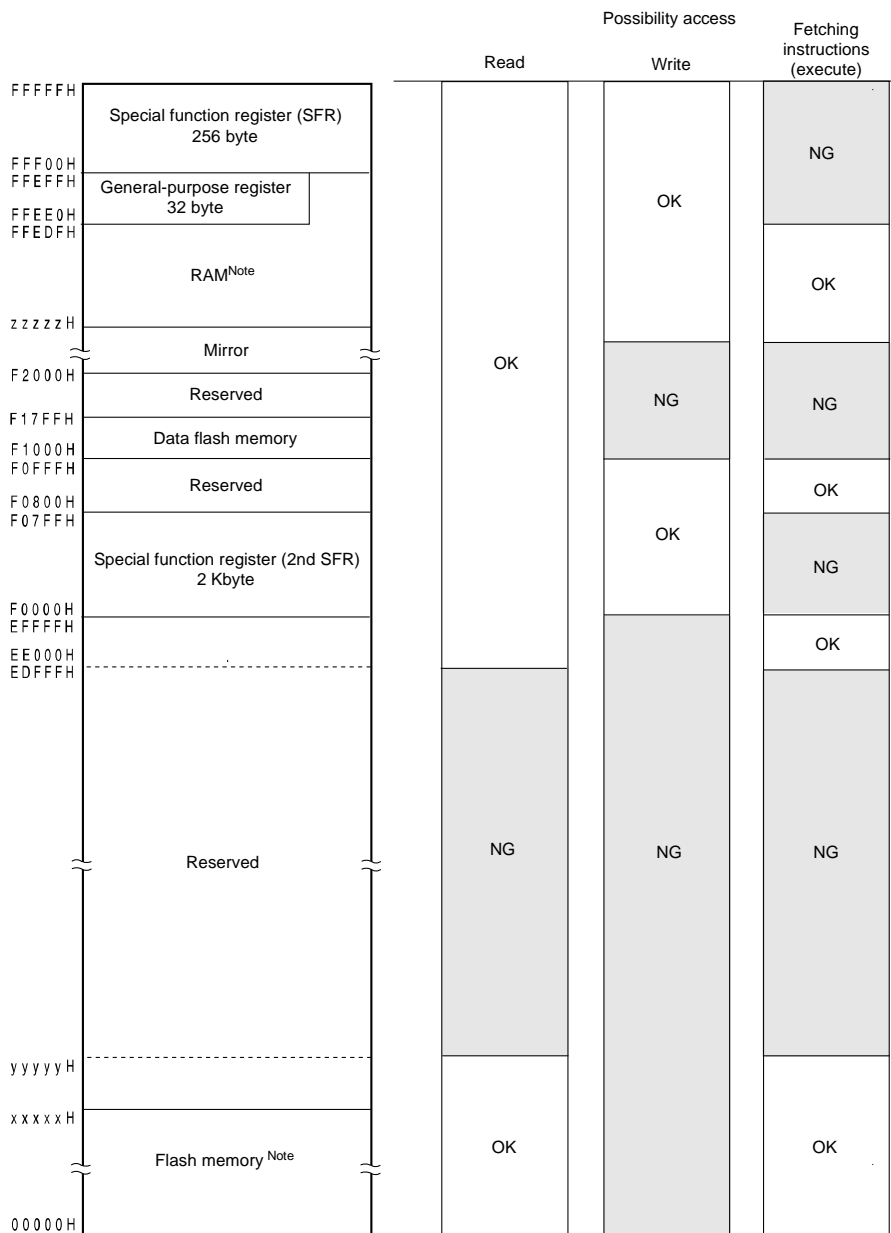 Possibility access
Fetching
instructions
(execute)
Read
Write
FFFFFH
Special function register (SFR)
256 byte
NG
FFF00H
FFEFFH
General-purpose register
32 byte
OK
FFEE0H
FFEDFH
RAM Note
OK
zzzzzH
Mirror
OK
F2000H
Reserved
NG
NG
F17FFH
Data flash memory
F1000H
F0FFFH
Reserved
OK
F0800H
F07FFH
OK
Special function register (2nd SFR)
2 Kbyte
NG
F0000H
EFFFFH
OK
EE000H
EDFFFH
NG
NG
NG
Reserved
yyyyyH
xxxxxH
OK
OK
Flash memory Note
00000H